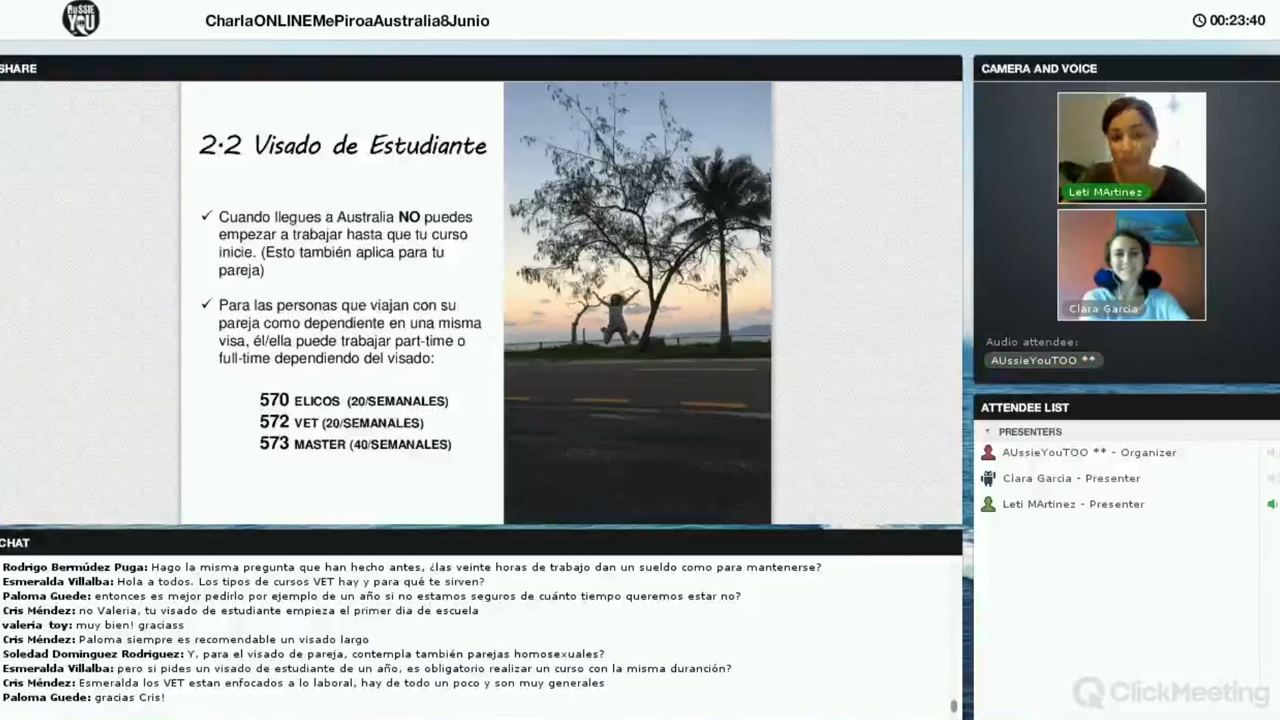 AUSSIE
YOU
TOO
CharlaONLINEMePiroaAustralia8Junio
00:23:40
SHARE
CAMERA AND VOICE
2.2 Visado de Estudiante
✓ Cuando llegues a Australia NO puedes
empezar a trabajar hasta que tu curso
inicie. (Esto también aplica para tu
pareja)
✓ Para las personas que viajan con su
pareja como dependiente en una misma
visa, él/ella puede trabajar part-time o
full-time dependiendo del visado:
570 ELICOS (20/SEMANALES)
572 VET (20/SEMANALES)
573 MASTER (40/SEMANALES)
Leti MArtinez
Clara Garcia
Audio attendee:
AUssieYouTOO **
ATTENDEE LIST
PRESENTERS
AUssieYouTOO ** - Organizer
Clara Garcia - Presenter
Leti MArtinez - Presenter
CHAT
Rodrigo Bermúdez Puga: Hago la misma pregunta que han hecho antes, ¿las veinte horas de trabajo dan un sueldo como para mantenerse?
Esmeralda Villalba: Hola a todos. Los tipos de cursos VET hay y para qué te sirven?
Paloma Guede: entonces es mejor pedirlo por ejemplo de un año si no estamos seguros de cuánto tiempo queremos estar no?
Cris Méndez: no Valeria, tu visado de estudiante empieza el primer dia de escuela
valeria toy: muy bien! graciass
Cris Méndez: Paloma siempre es recomendable un visado largo
Soledad Dominguez Rodriguez: Y, para el visado de pareja, contempla también parejas homosexuales?
Esmeralda Villalba: pero si pides un visado de estudiante de un año, es obligatorio realizar un curso con la misma duranción?
Cris Méndez: Esmeralda los VET estan enfocados a lo laboral, hay de todo un poco y son muy generales
Paloma Guede: gracias Cris!
ClickMeeting